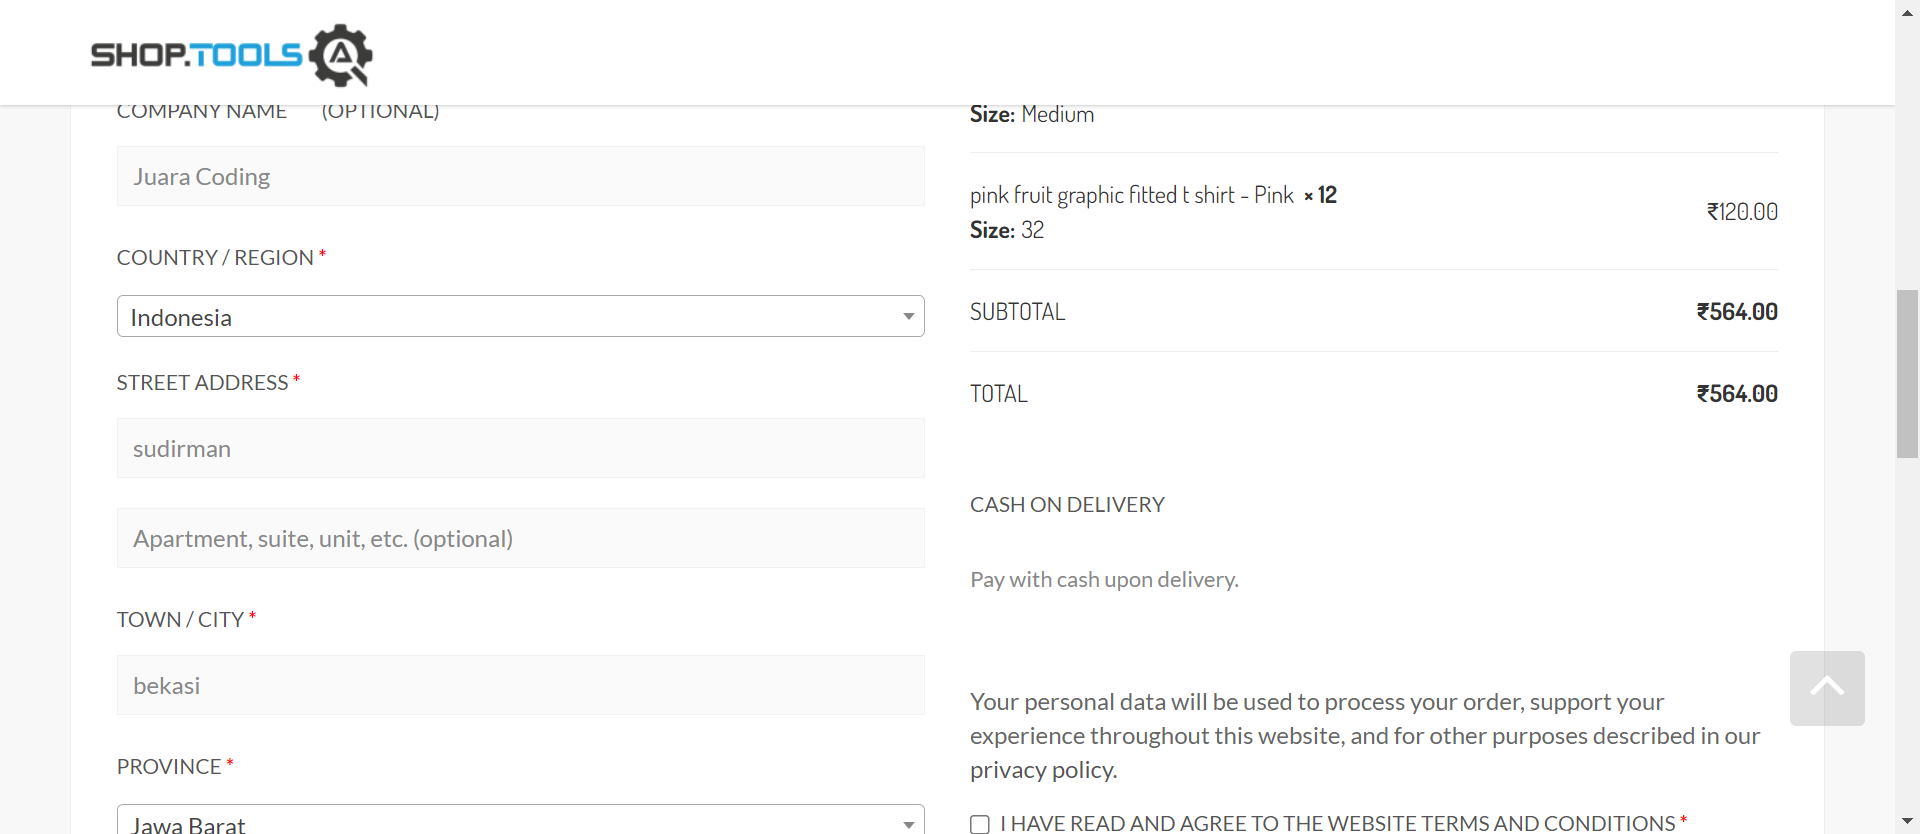 SHOP.TOOLS
COMPANY NAME (OPTIONAL)
Juara Coding
COUNTRY / REGION *
Indonesia
STREET ADDRESS *
sudirman
Apartment, suite, unit, etc. (optional)
TOWN / CITY *
bekasi
PROVINCE *
Jawa Barat
Size: Medium
pink fruit graphic fitted t shirt - Pink × 12
Size: 32
₹120.00
SUBTOTAL ₹564.00
TOTAL ₹564.00
CASH ON DELIVERY
Pay with cash upon delivery.
Your personal data will be used to process your order, support your
experience throughout this website, and for other purposes described in our
privacy policy.
I HAVE READ AND AGREE TO THE WEBSITE TERMS AND CONDITIONS *